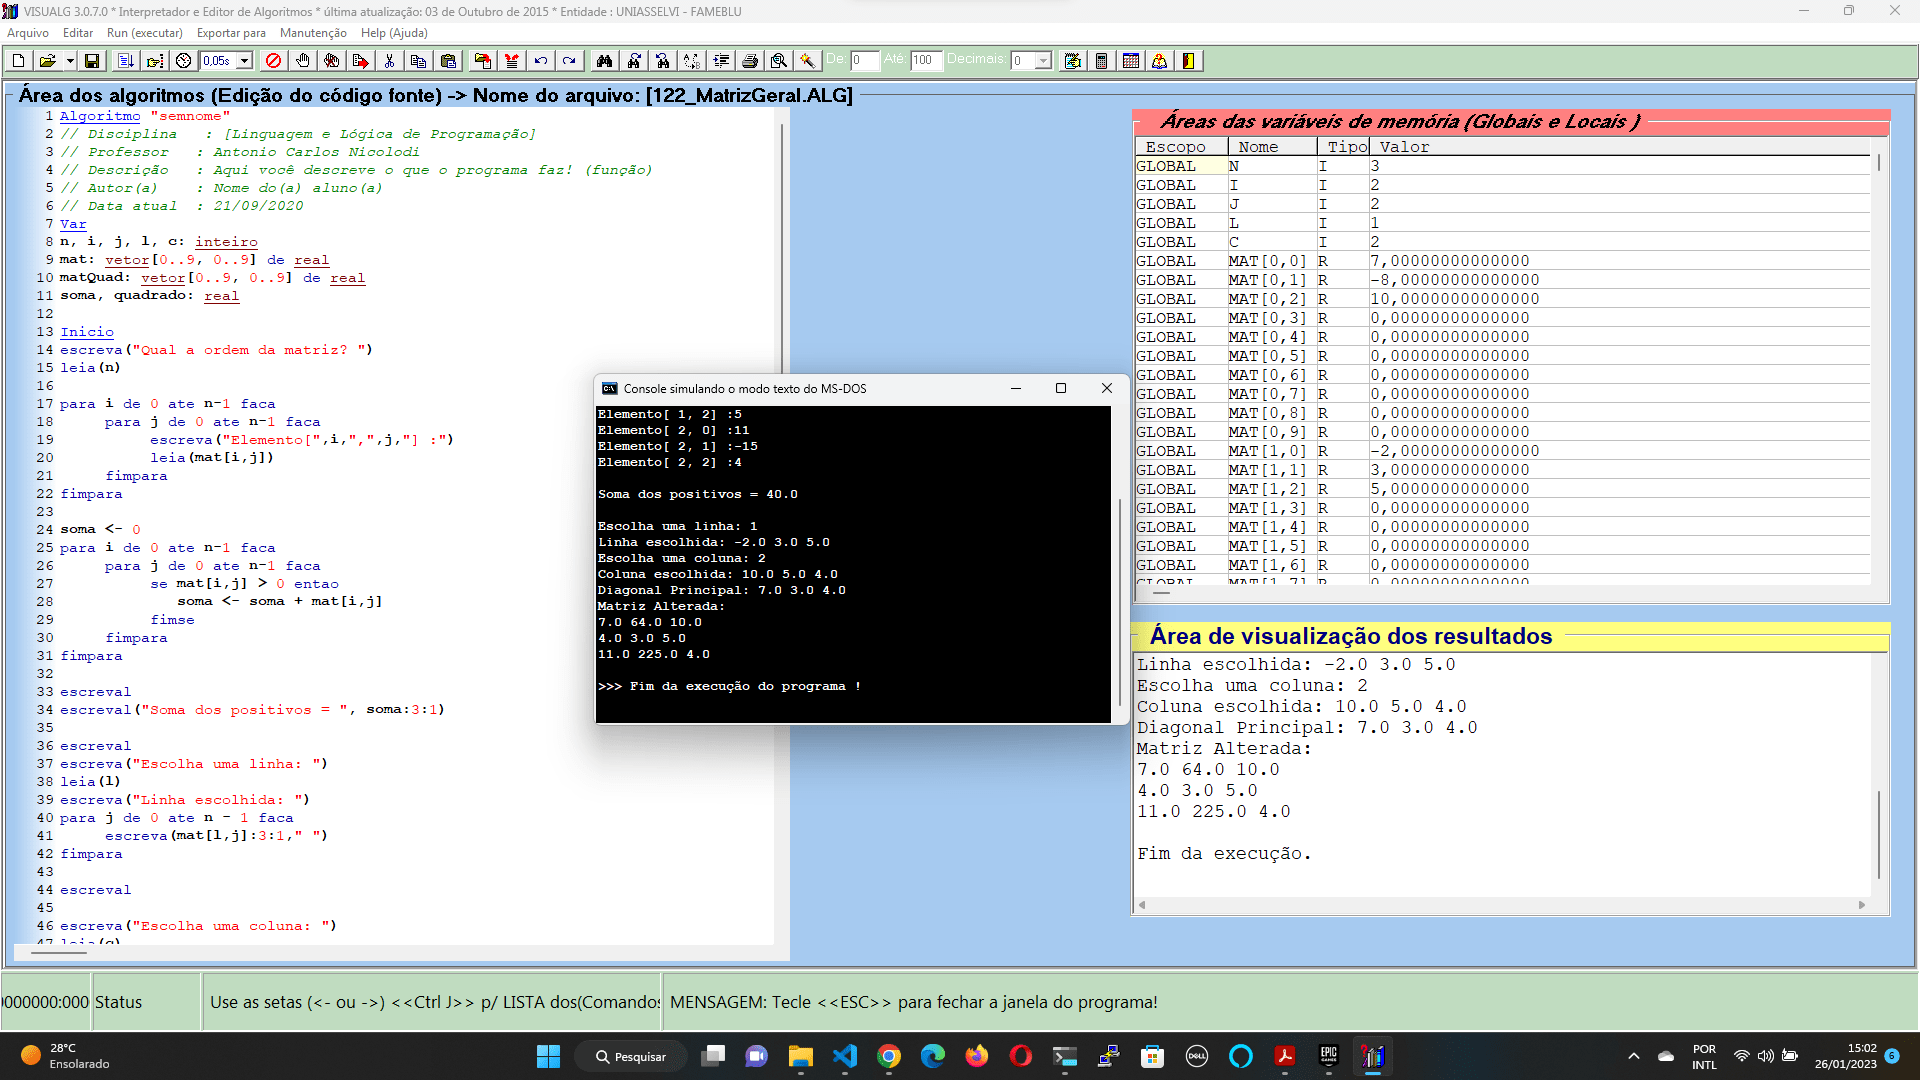 VISUALG 3.0.7.0 * Interpretador e Editor de Algoritmos * última atualização: 03 de Outubro de 2015 * Entidade : UNIASSELVI - FAMEBLU
Arquivo Editar Run (executar) Exportar para Manutenção Help (Ajuda)
0,05s De: 0 Até: 100 Decimais: 0
Área dos algoritmos (Edição do código fonte) -> Nome do arquivo: [122_MatrizGeral.ALG]
1 Algoritmo "semnome"
2 // Disciplina : [Linguagem e Lógica de Programação]
3 // Professor : Antonio Carlos Nicolodi
4 // Descrição : Aqui você descreve o que o programa faz! (função)
5 // Autor(a) : Nome do(a) aluno(a)
6 // Data atual : 21/09/2020
7 Var
8 n, i, j, l, c: inteiro
9 mat: vetor[0..9, 0..9] de real
10 matQuad: vetor[0..9, 0..9] de real
11 soma, quadrado: real
12
13 Inicio
14 escreva("Qual a ordem da matriz? ")
15 leia(n)
16
17 para i de 0 ate n-1 faca
18 para j de 0 ate n-1 faca
19 escreva("Elemento[",i,",",j,"] :")
20 leia(mat[i,j])
21 fimpara
22 fimpara
23
24 soma <- 0
25 para i de 0 ate n-1 faca
26 para j de 0 ate n-1 faca
27 se mat[i,j] > 0 entao
28 soma <- soma + mat[i,j]
29 fimse
30 fimpara
31 fimpara
32
33 escreval
34 escreval("Soma dos positivos = ", soma:3:1)
35
36 escreval
37 escreva("Escolha uma linha: ")
38 leia(l)
39 escreva("Linha escolhida: ")
40 para j de 0 ate n - 1 faca
41 escreva(mat[l,j]:3:1," ")
42 fimpara
43
44 escreval
45
46 escreva("Escolha uma coluna: ")
47 leia(c)
Console simulando o modo texto do MS-DOS
Elemento[ 1, 2] :5
Elemento[ 2, 0] :11
Elemento[ 2, 1] :-15
Elemento[ 2, 2] :4
Soma dos positivos = 40.0
Escolha uma linha: 1
Linha escolhida: -2.0 3.0 5.0
Escolha uma coluna: 2
Coluna escolhida: 10.0 5.0 4.0
Diagonal Principal: 7.0 3.0 4.0
Matriz Alterada:
7.0 64.0 10.0
4.0 3.0 5.0
11.0 225.0 4.0
>>> Fim da execução do programa !
Áreas das variáveis de memória (Globais e Locais )
Escopo Nome Tipo Valor
GLOBAL N I 3
GLOBAL I I 2
GLOBAL J I 2
GLOBAL L I 1
GLOBAL C I 2
GLOBAL MAT[0,0] R 7,00000000000000
GLOBAL MAT[0,1] R -8,00000000000000
GLOBAL MAT[0,2] R 10,00000000000000
GLOBAL MAT[0,3] R 0,00000000000000
GLOBAL MAT[0,4] R 0,00000000000000
GLOBAL MAT[0,5] R 0,00000000000000
GLOBAL MAT[0,6] R 0,00000000000000
GLOBAL MAT[0,7] R 0,00000000000000
GLOBAL MAT[0,8] R 0,00000000000000
GLOBAL MAT[0,9] R 0,00000000000000
GLOBAL MAT[1,0] R -2,00000000000000
GLOBAL MAT[1,1] R 3,00000000000000
GLOBAL MAT[1,2] R 5,00000000000000
GLOBAL MAT[1,3] R 0,00000000000000
GLOBAL MAT[1,4] R 0,00000000000000
GLOBAL MAT[1,5] R 0,00000000000000
GLOBAL MAT[1,6] R 0,00000000000000
GLOBAL MAT[1,7] R 0,00000000000000
Área de visualização dos resultados
Linha escolhida: -2.0 3.0 5.0
Escolha uma coluna: 2
Coluna escolhida: 10.0 5.0 4.0
Diagonal Principal: 7.0 3.0 4.0
Matriz Alterada:
7.0 64.0 10.0
4.0 3.0 5.0
11.0 225.0 4.0
Fim da execução.
0000000:000 Status Use as setas (<- ou ->) <<Ctrl J>> p/ LISTA dos(Comandos MENSAGEM: Tecle <<ESC>> para fechar a janela do programa!
28°C
Ensolarado
Pesquisar
DELL
EPIC
GAMES
POR
INTL
15:02
26/01/2023
6